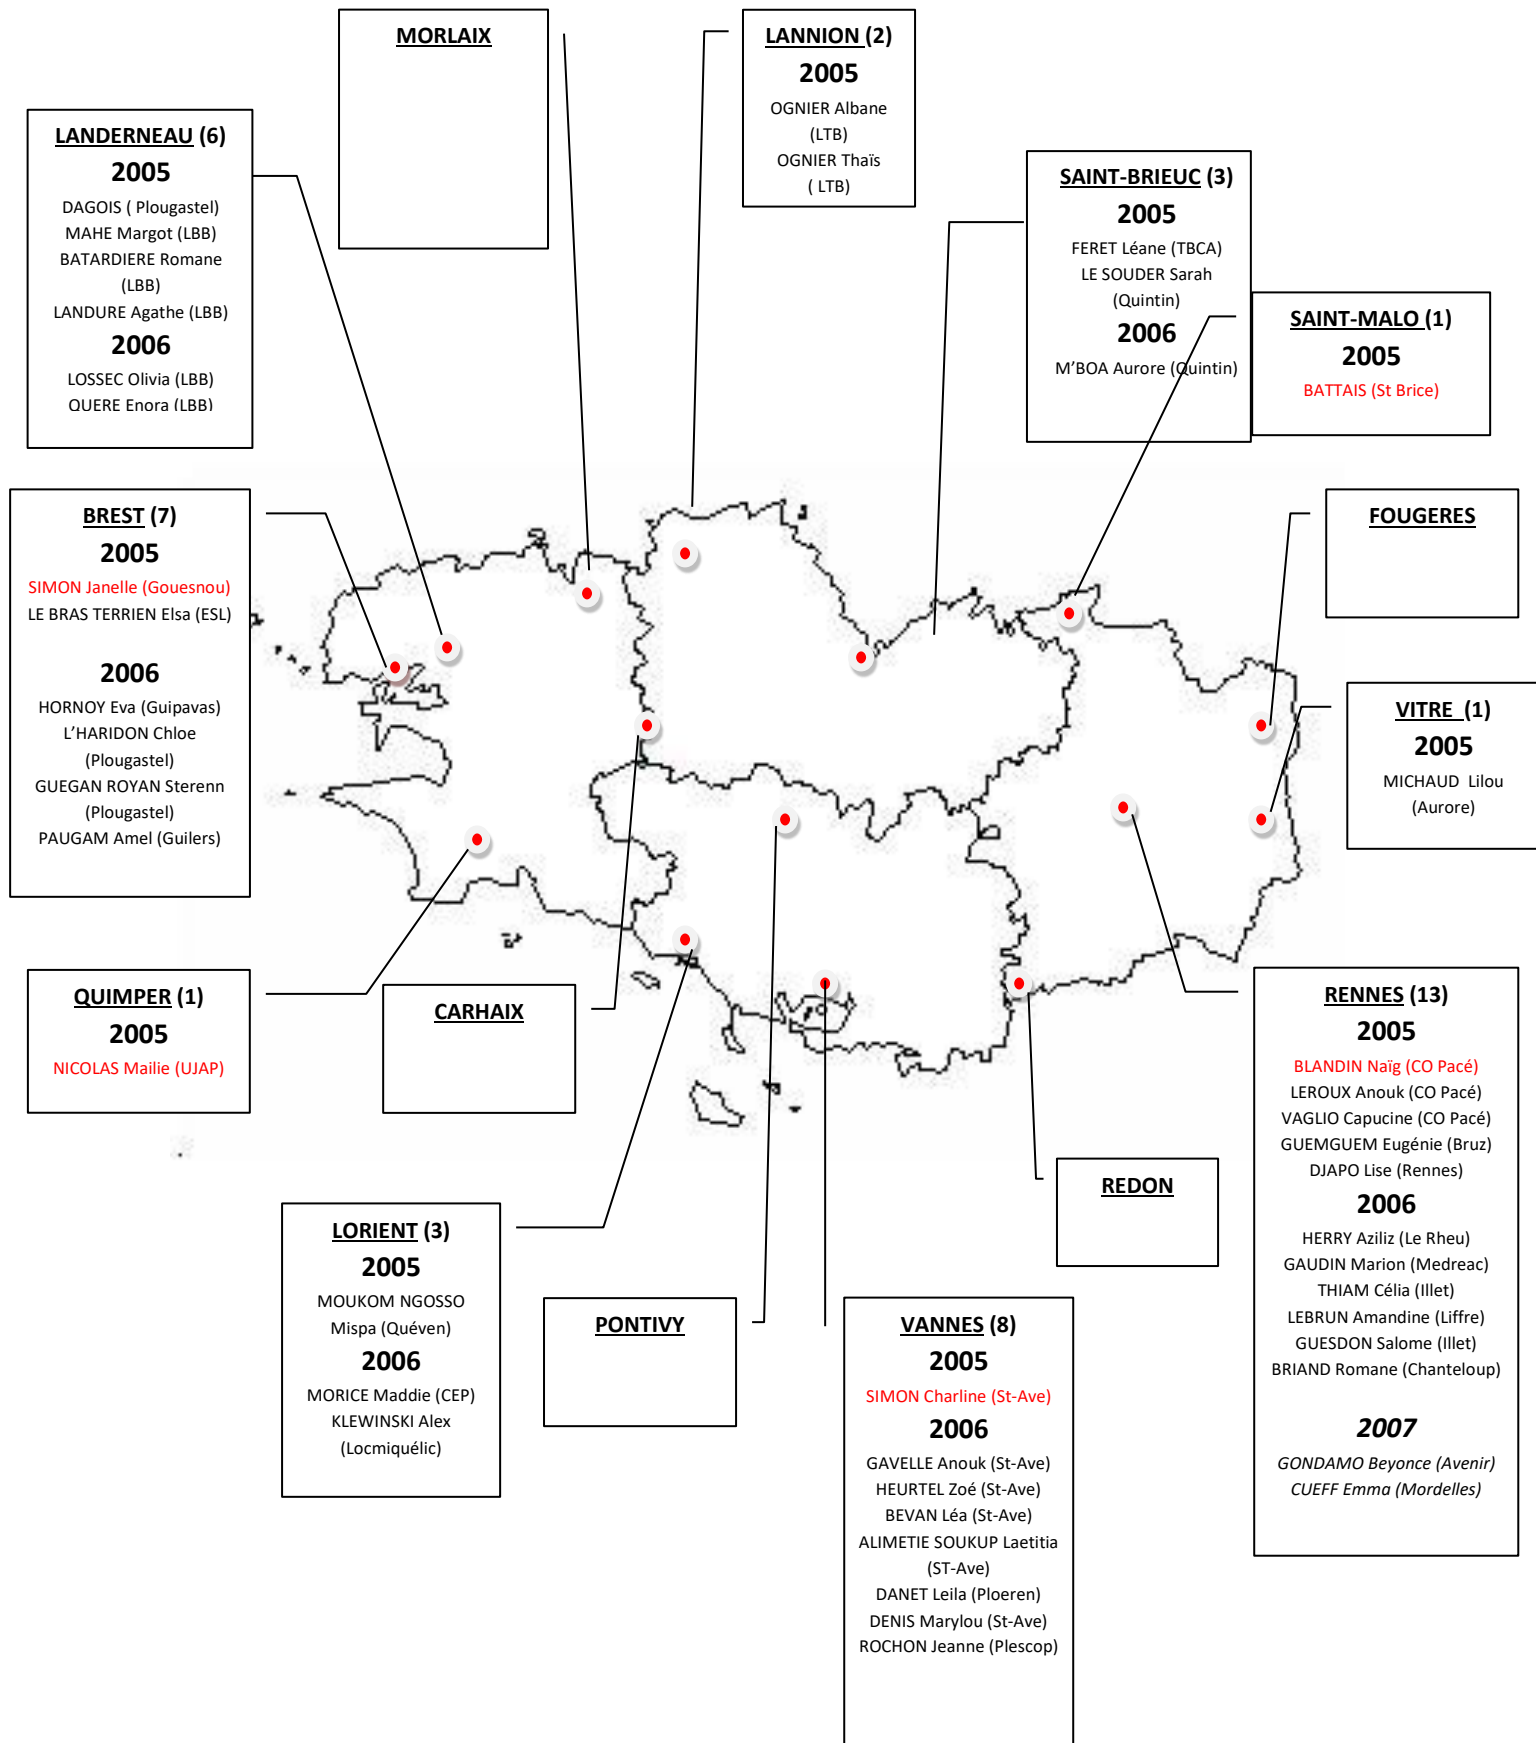 MORLAIX
LANNION (2)
2005
OGNIER Albane
(LTB)
OGNIER Thaïs
( LTB)
LANDERNEAU (6)
2005
DAGOIS ( Plougastel)
MAHE Margot (LBB)
BATARDIERE Romane
(LBB)
LANDURE Agathe (LBB)
2006
LOSSEC Olivia (LBB)
QUERE Enora (LBB)
SAINT-BRIEUC (3)
2005
FERET Léane (TBCA)
LE SOUDER Sarah
(Quintin)
2006
M'BOA Aurore (Quintin)
SAINT-MALO (1)
2005
BATTAIS (St Brice)
BREST (7)
2005
SIMON Janelle (Gouesnou)
LE BRAS TERRIEN Elsa (ESL)
2006
HORNOY Eva (Guipavas)
L'HARIDON Chloe
(Plougastel)
GUEGAN ROYAN Sterenn
(Plougastel)
PAUGAM Amel (Guilers)
FOUGERES
VITRE (1)
2005
MICHAUD Lilou
(Aurore)
QUIMPER (1)
2005
NICOLAS Mailie (UJAP)
CARHAIX
RENNES (13)
2005
BLANDIN Naïg (CO Pacé)
LEROUX Anouk (CO Pacé)
VAGLIO Capucine (CO Pacé)
GUEMGUEM Eugénie (Bruz)
DJAPO Lise (Rennes)
2006
HERRY Aziliz (Le Rheu)
GAUDIN Marion (Medreac)
THIAM Célia (Illet)
LEBRUN Amandine (Liffre)
GUESDON Salome (Illet)
BRIAND Romane (Chanteloup)
2007
GONDAMO Beyonce (Avenir)
CUEFF Emma (Mordelles)
REDON
LORIENT (3)
2005
MOUKOM NGOSSO
Mispa (Quéven)
2006
MORICE Maddie (CEP)
KLEWINSKI Alex
(Locmiquélic)
PONTIVY
VANNES (8)
2005
SIMON Charline (St-Ave)
2006
GAVELLE Anouk (St-Ave)
HEURTEL Zoé (St-Ave)
BEVAN Léa (St-Ave)
ALIMETIE SOUKUP Laetitia
(ST-Ave)
DANET Leila (Ploeren)
DENIS Marylou (St-Ave)
ROCHON Jeanne (Plescop)